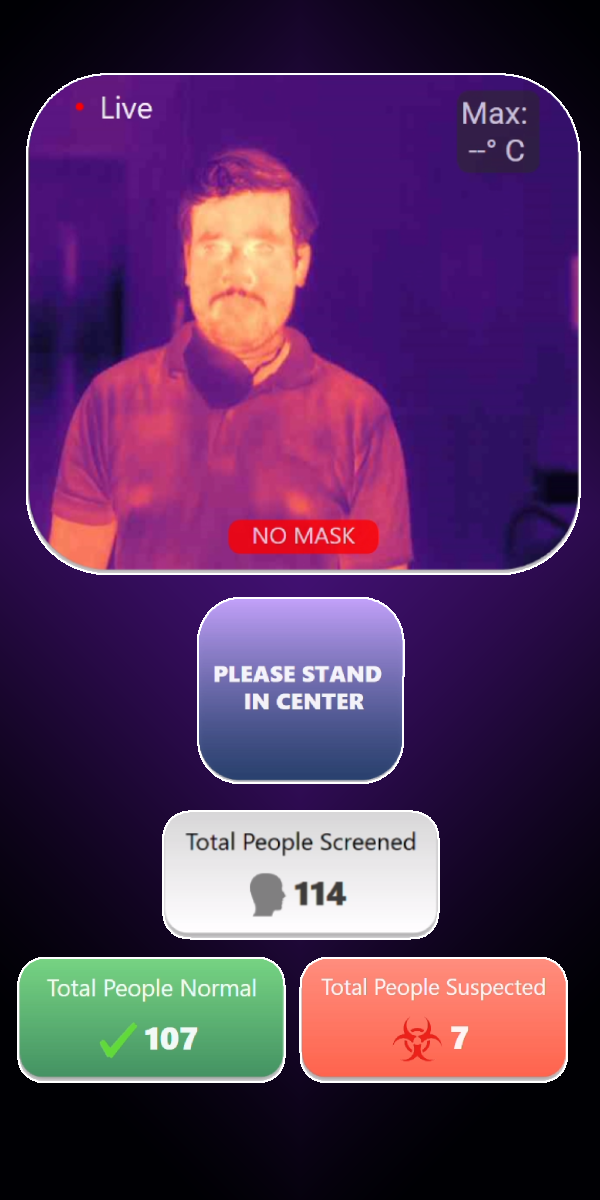 Live
Max:
--° C
NO MASK
PLEASE STAND
IN CENTER
Total People Screened
114
Total People Normal
107
Total People Suspected
7